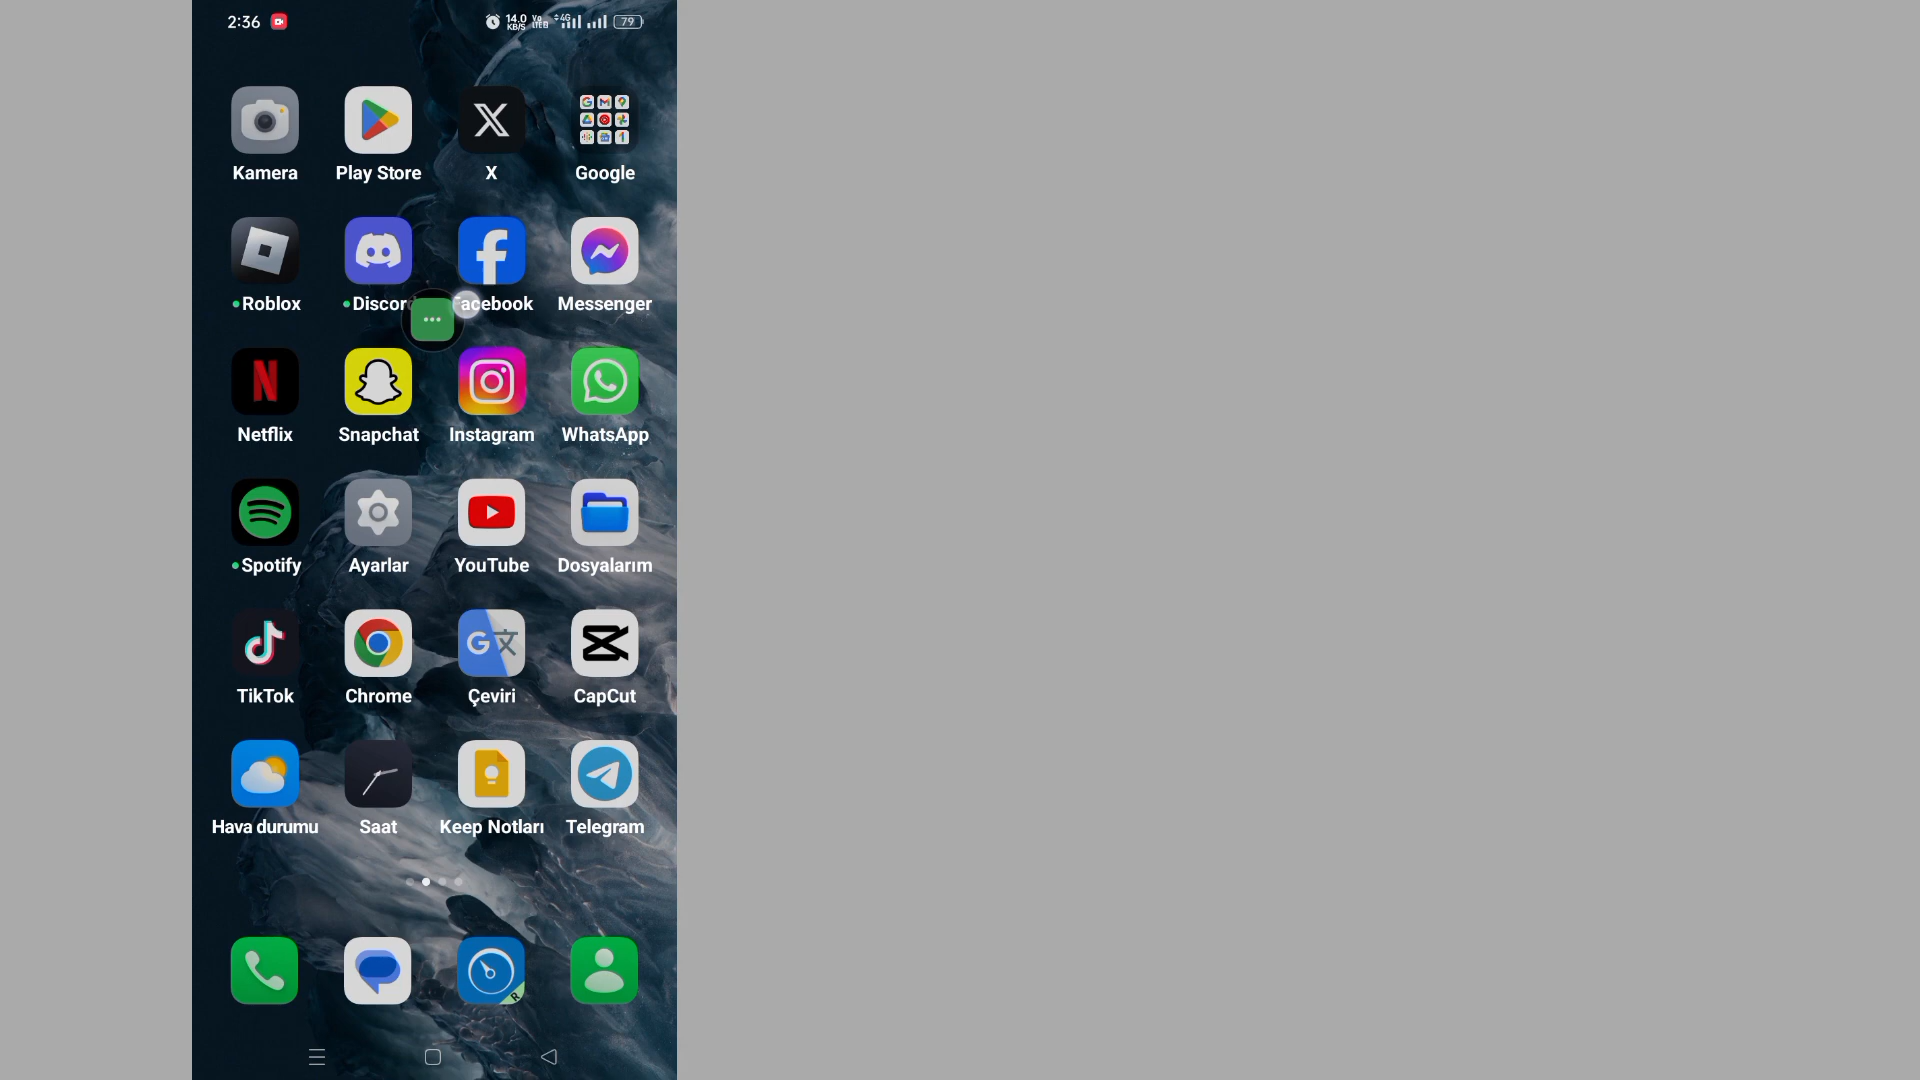 2:36
14.0 KB/S
4G
79
Kamera
Play Store
X
Google
Roblox
Discord
Facebook
Messenger
Netflix
Snapchat
Instagram
WhatsApp
Spotify
Ayarlar
YouTube
Dosyalarım
TikTok
Chrome
Çeviri
CapCut
Hava durumu
Saat
Keep Notları
Telegram
R